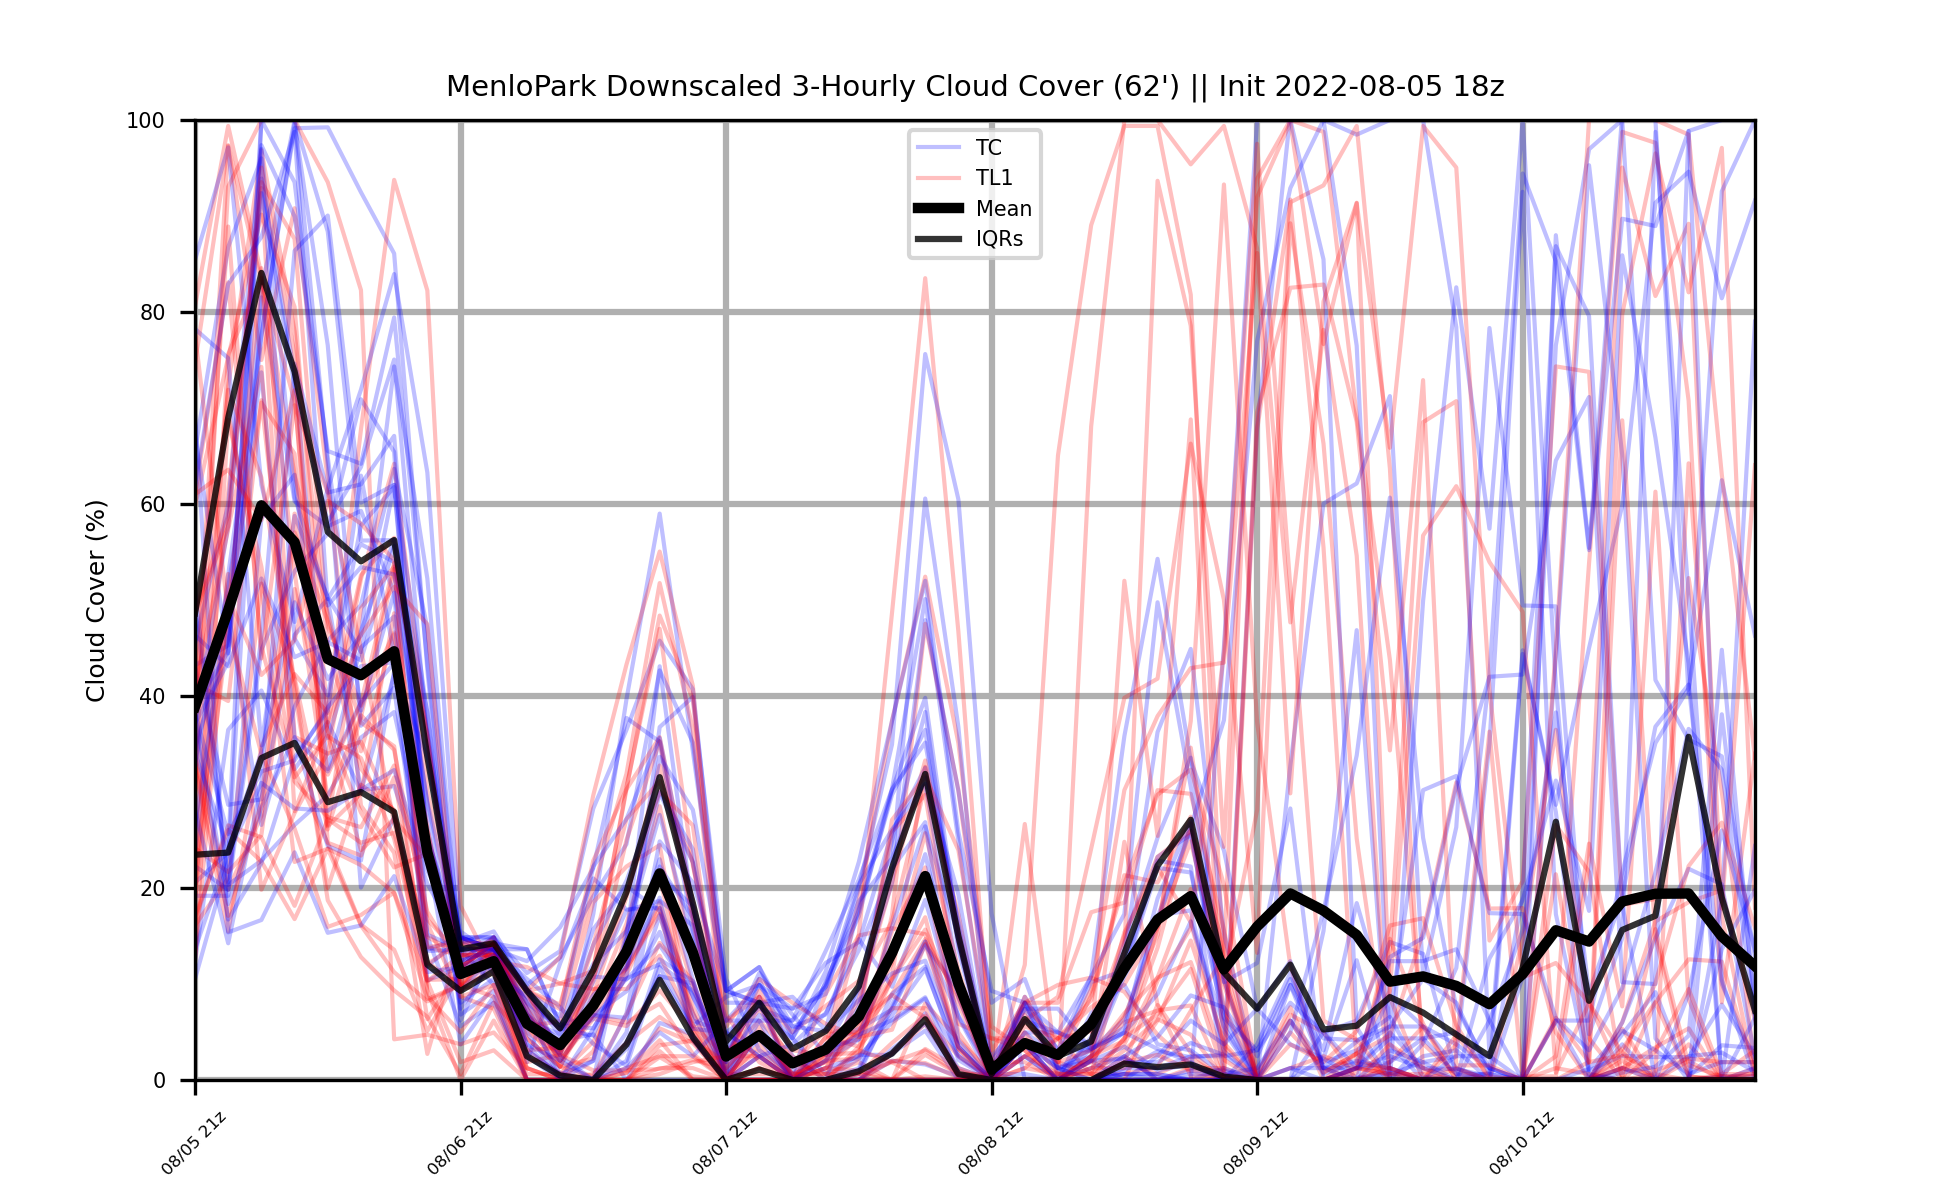 MenloPark Downscaled 3-Hourly Cloud Cover (62') || Init 2022-08-05 18z
100
80
60
40
20
0
Cloud Cover (%)
TC
TL1
Mean
IQRs
08/05 21z
08/06 21z
08/07 21z
08/08 21z
08/09 21z
08/10 21z